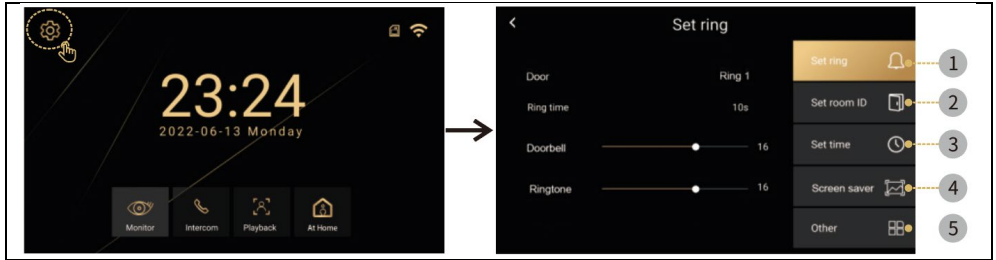 23:24
2022-06-13 Monday
Monitor Intercom Playback At Home
Set ring
Door Ring 1
Ring time 10s
Doorbell 16
Ringtone 16
Set ring 1
Set room ID 2
Set time 3
Screen saver 4
Other 5